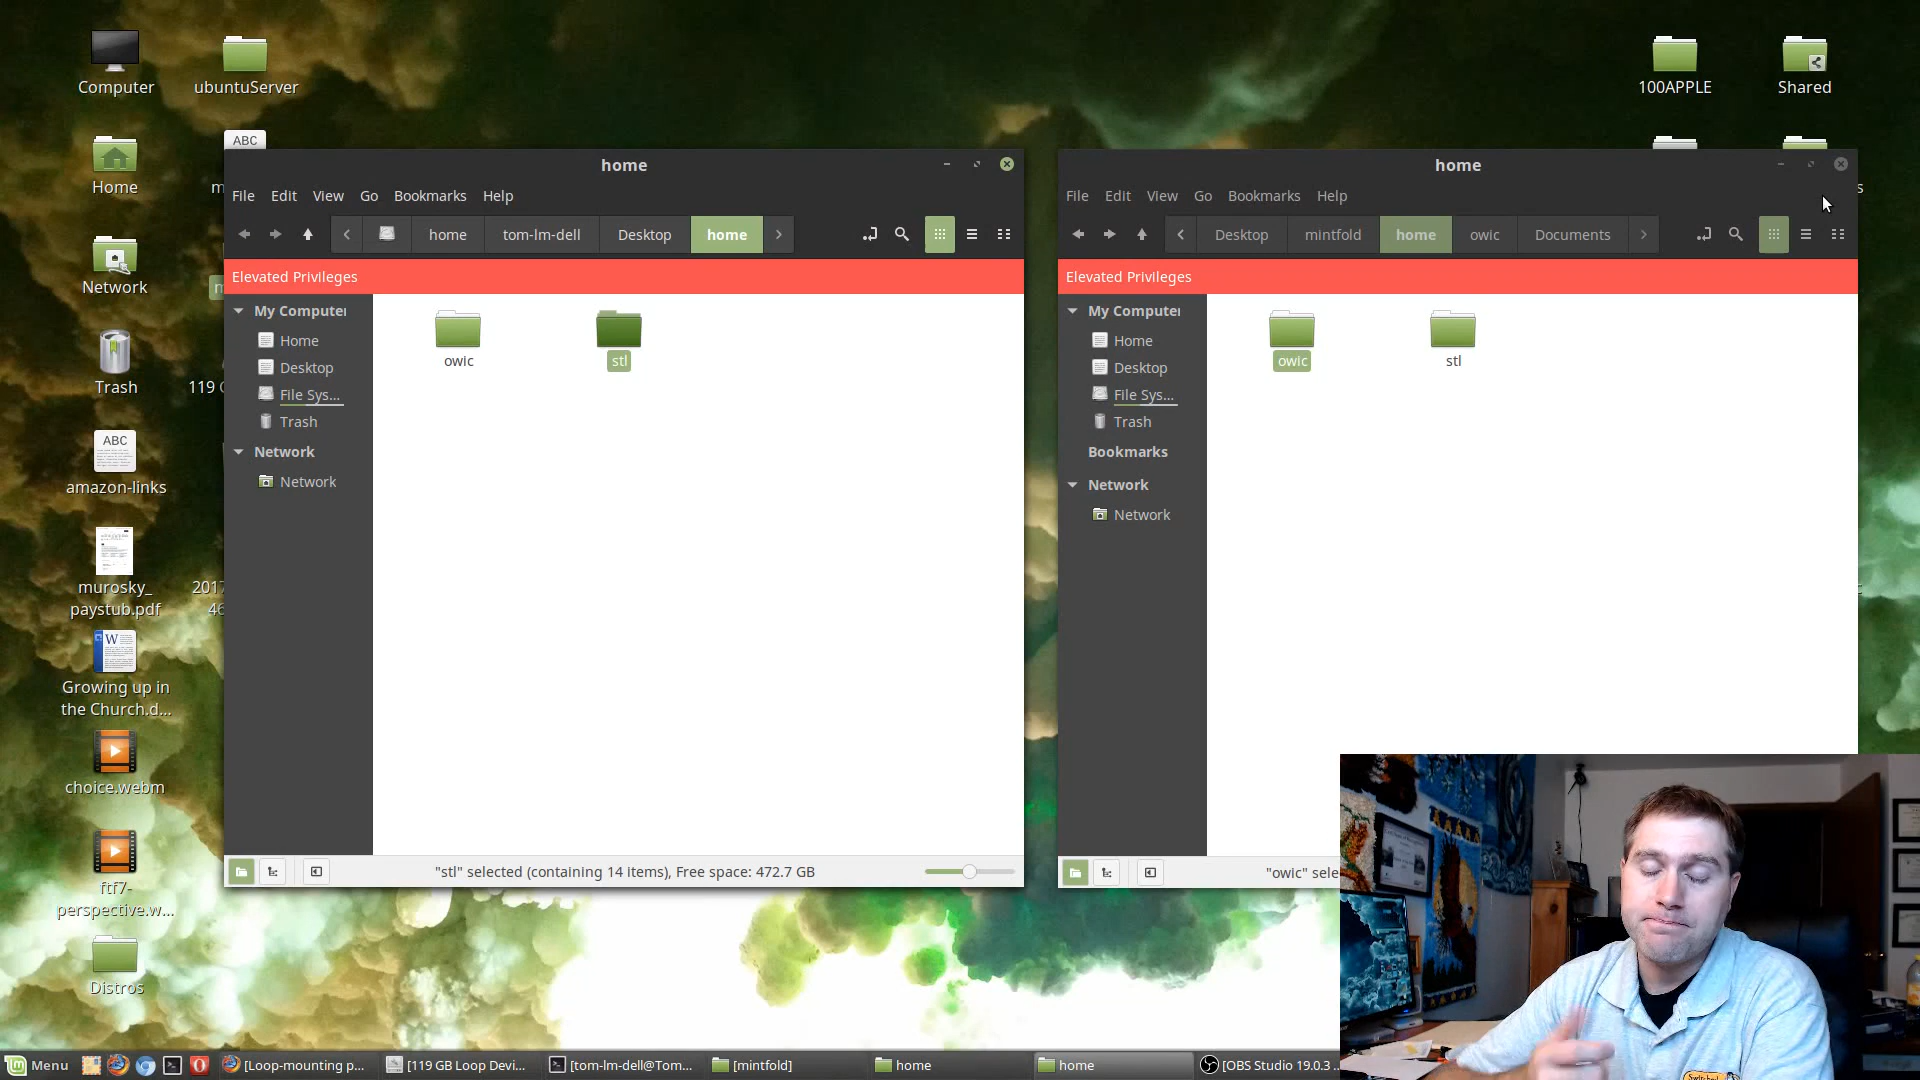 Computer
ubuntuServer
100APPLE
Shared
Home
ABC
Network
Trash
119
ABC
amazon-links
murosky_
paystub.pdf
2017
46
W
Growing up in
the Church.d...
choice.webm
ftf7-
perspective.w...
Distros
home
File Edit View Go Bookmarks Help
home tom-lm-dell Desktop home
Elevated Privileges
My Computer
Home
Desktop
File Sys...
Trash
Network
Network
owic
stl
"stl" selected (containing 14 items), Free space: 472.7 GB
home
File Edit View Go Bookmarks Help
Desktop mintfold home owic Documents
Elevated Privileges
My Computer
Home
Desktop
File Sys...
Trash
Bookmarks
Network
Network
owic
stl
"owic" sele
Menu
[Loop-mounting p...
[119 GB Loop Devi...
[tom-lm-dell@Tom...
[mintfold]
home
home
[OBS Studio 19.0.3 ...